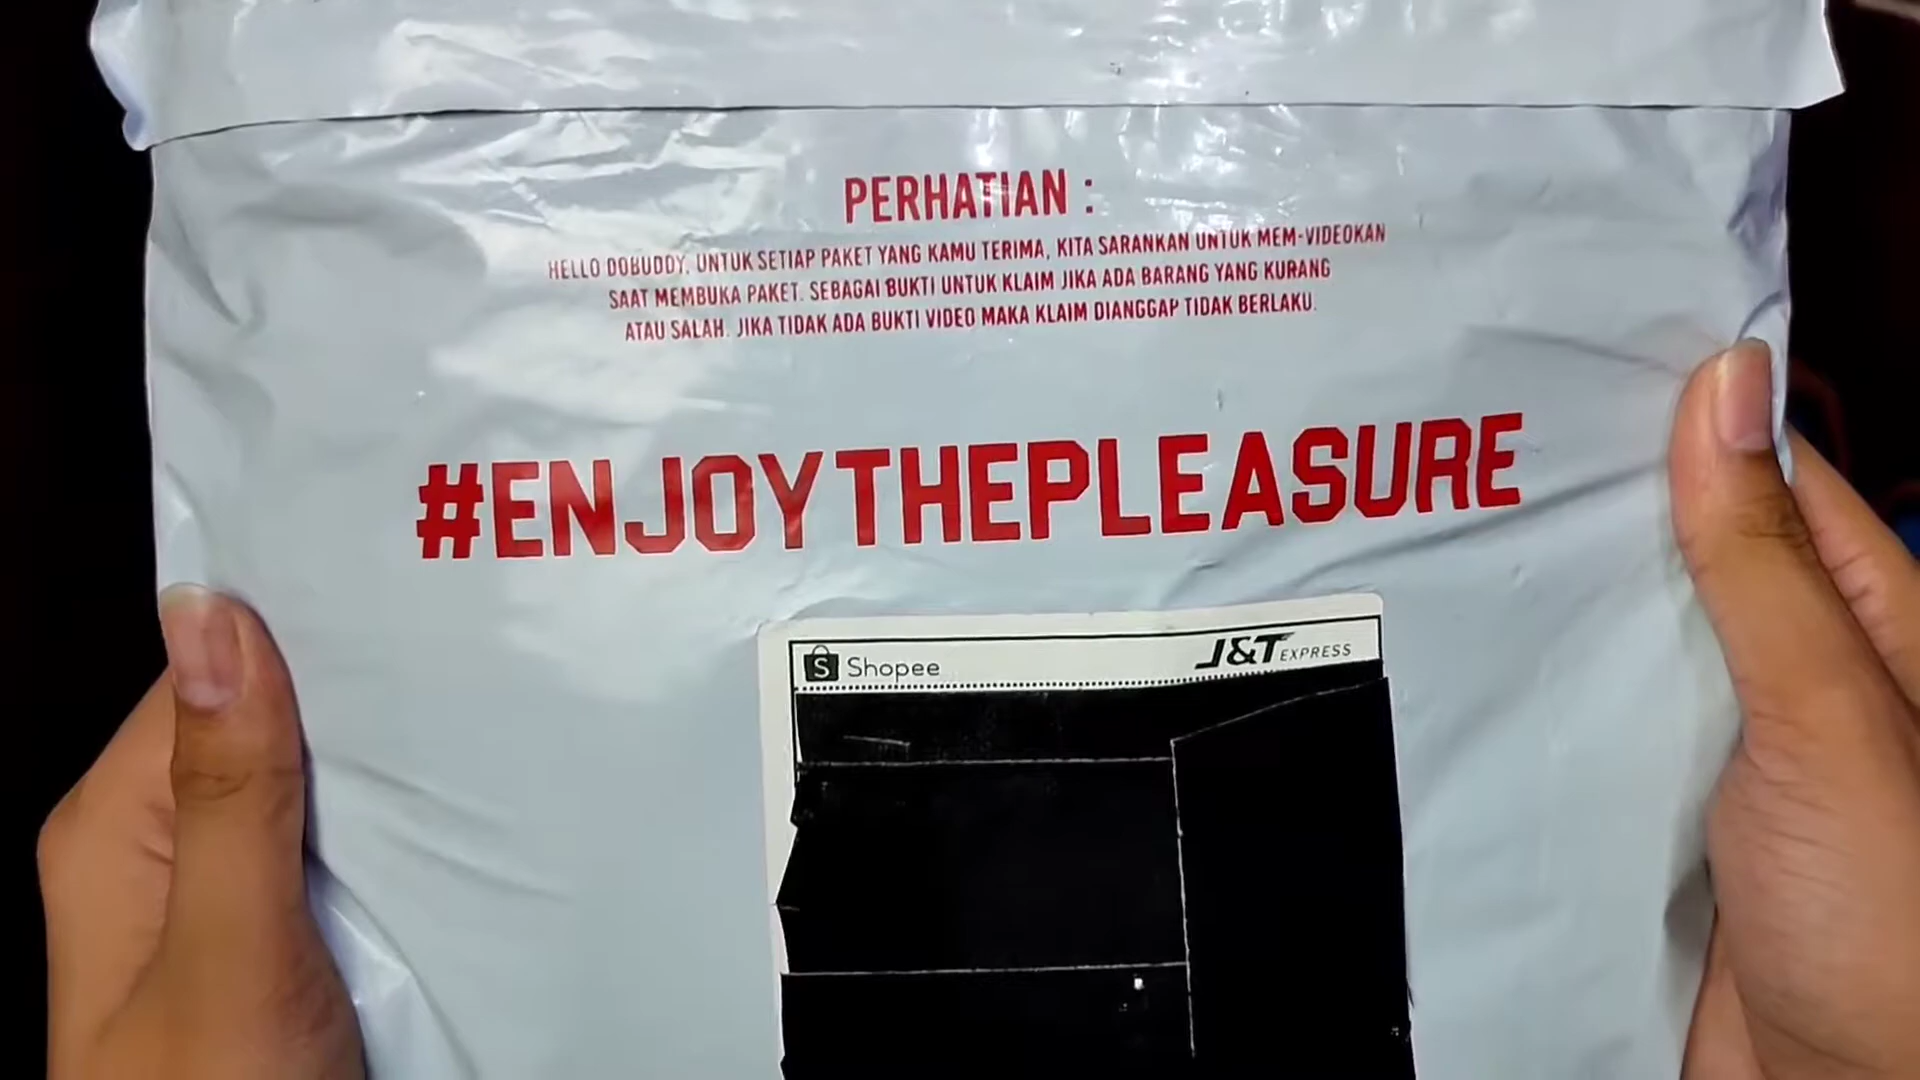 PERHATIAN :
HELLO DOBUDDY, UNTUK SETIAP PAKET YANG KAMU TERIMA, KITA SARANKAN UNTUK MEM-VIDEOKAN
SAAT MEMBUKA PAKET. SEBAGAI BUKTI UNTUK KLAIM JIKA ADA BARANG YANG KURANG
ATAU SALAH. JIKA TIDAK ADA BUKTI VIDEO MAKA KLAIM DIANGGAP TIDAK BERLAKU.
#ENJOYTHEPLEASURE
S Shopee J&T EXPRESS